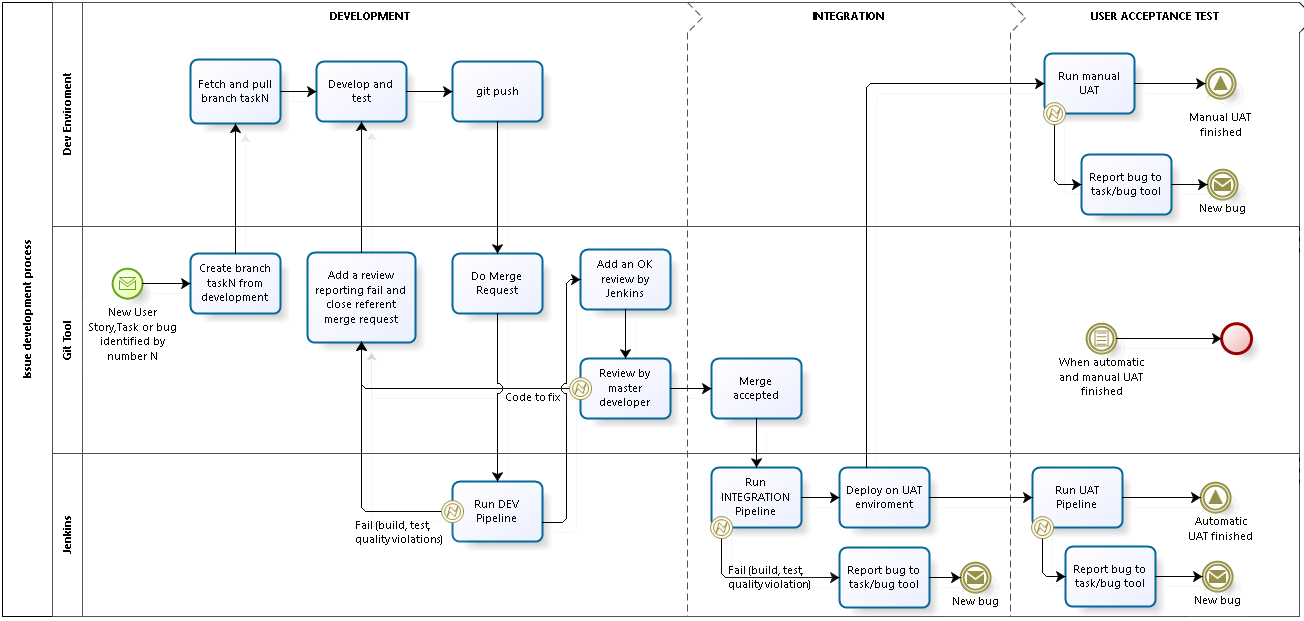 DEVELOPMENT
INTEGRATION
USER ACCEPTANCE TEST
Issue development process
Dev Enviroment
Fetch and pull
branch taskN
Develop and
test
git push
Run manual
UAT
Manual UAT
finished
Report bug to
task/bug tool
New bug
Git Tool
New User
Story,Task or bug
identified by
number N
Create branch
taskN from
development
Add a review
reporting fail and
close referent
merge request
Do Merge
Request
Add an OK
review by
Jenkins
Review by
master
developer
Code to fix
Merge
accepted
When automatic
and manual UAT
finished
Jenkins
Run DEV
Pipeline
Fail (build, test,
quality violations)
Run
INTEGRATION
Pipeline
Fail (build, test,
quality violation)
Deploy on UAT
enviroment
Report bug to
task/bug tool
New bug
Run UAT
Pipeline
Automatic
UAT finished
Report bug to
task/bug tool
New bug